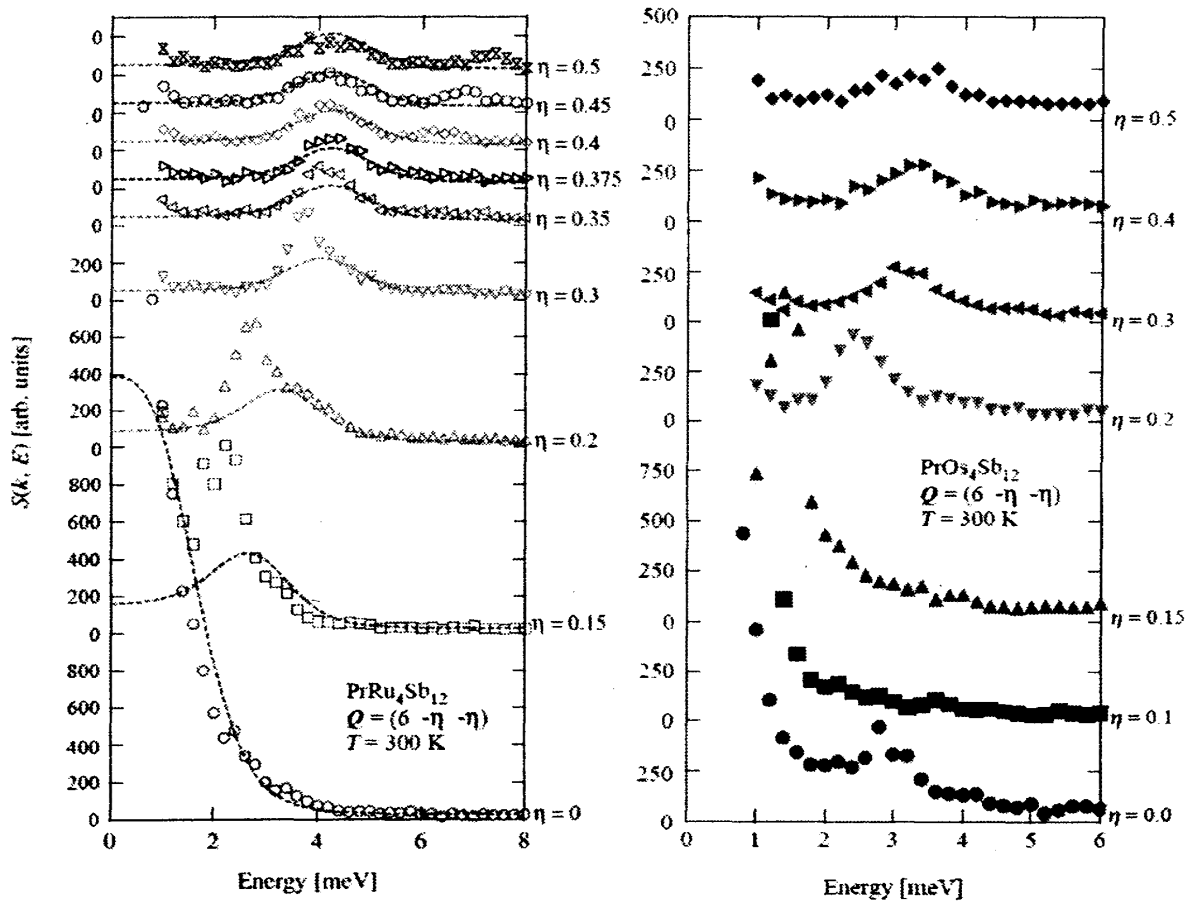 0
0
0
0
0
0
200
0
600
400
200
0
800
600
400
200
0
800
600
400
200
0
S(k, E) [arb. units]
η = 0.5
η = 0.45
η = 0.4
η = 0.375
η = 0.35
η = 0.3
η = 0.2
η = 0.15
η = 0
PrRu4Sb12
Q = (6 -η -η)
T = 300 K
0 2 4 6 8
Energy [meV]
500
250
0
250
0
250
0
250
0
750
500
250
0
250
0
250
0
η = 0.5
η = 0.4
η = 0.3
η = 0.2
η = 0.15
η = 0.1
η = 0.0
PrOs4Sb12
Q = (6 -η -η)
T = 300 K
0 1 2 3 4 5 6
Energy [meV]